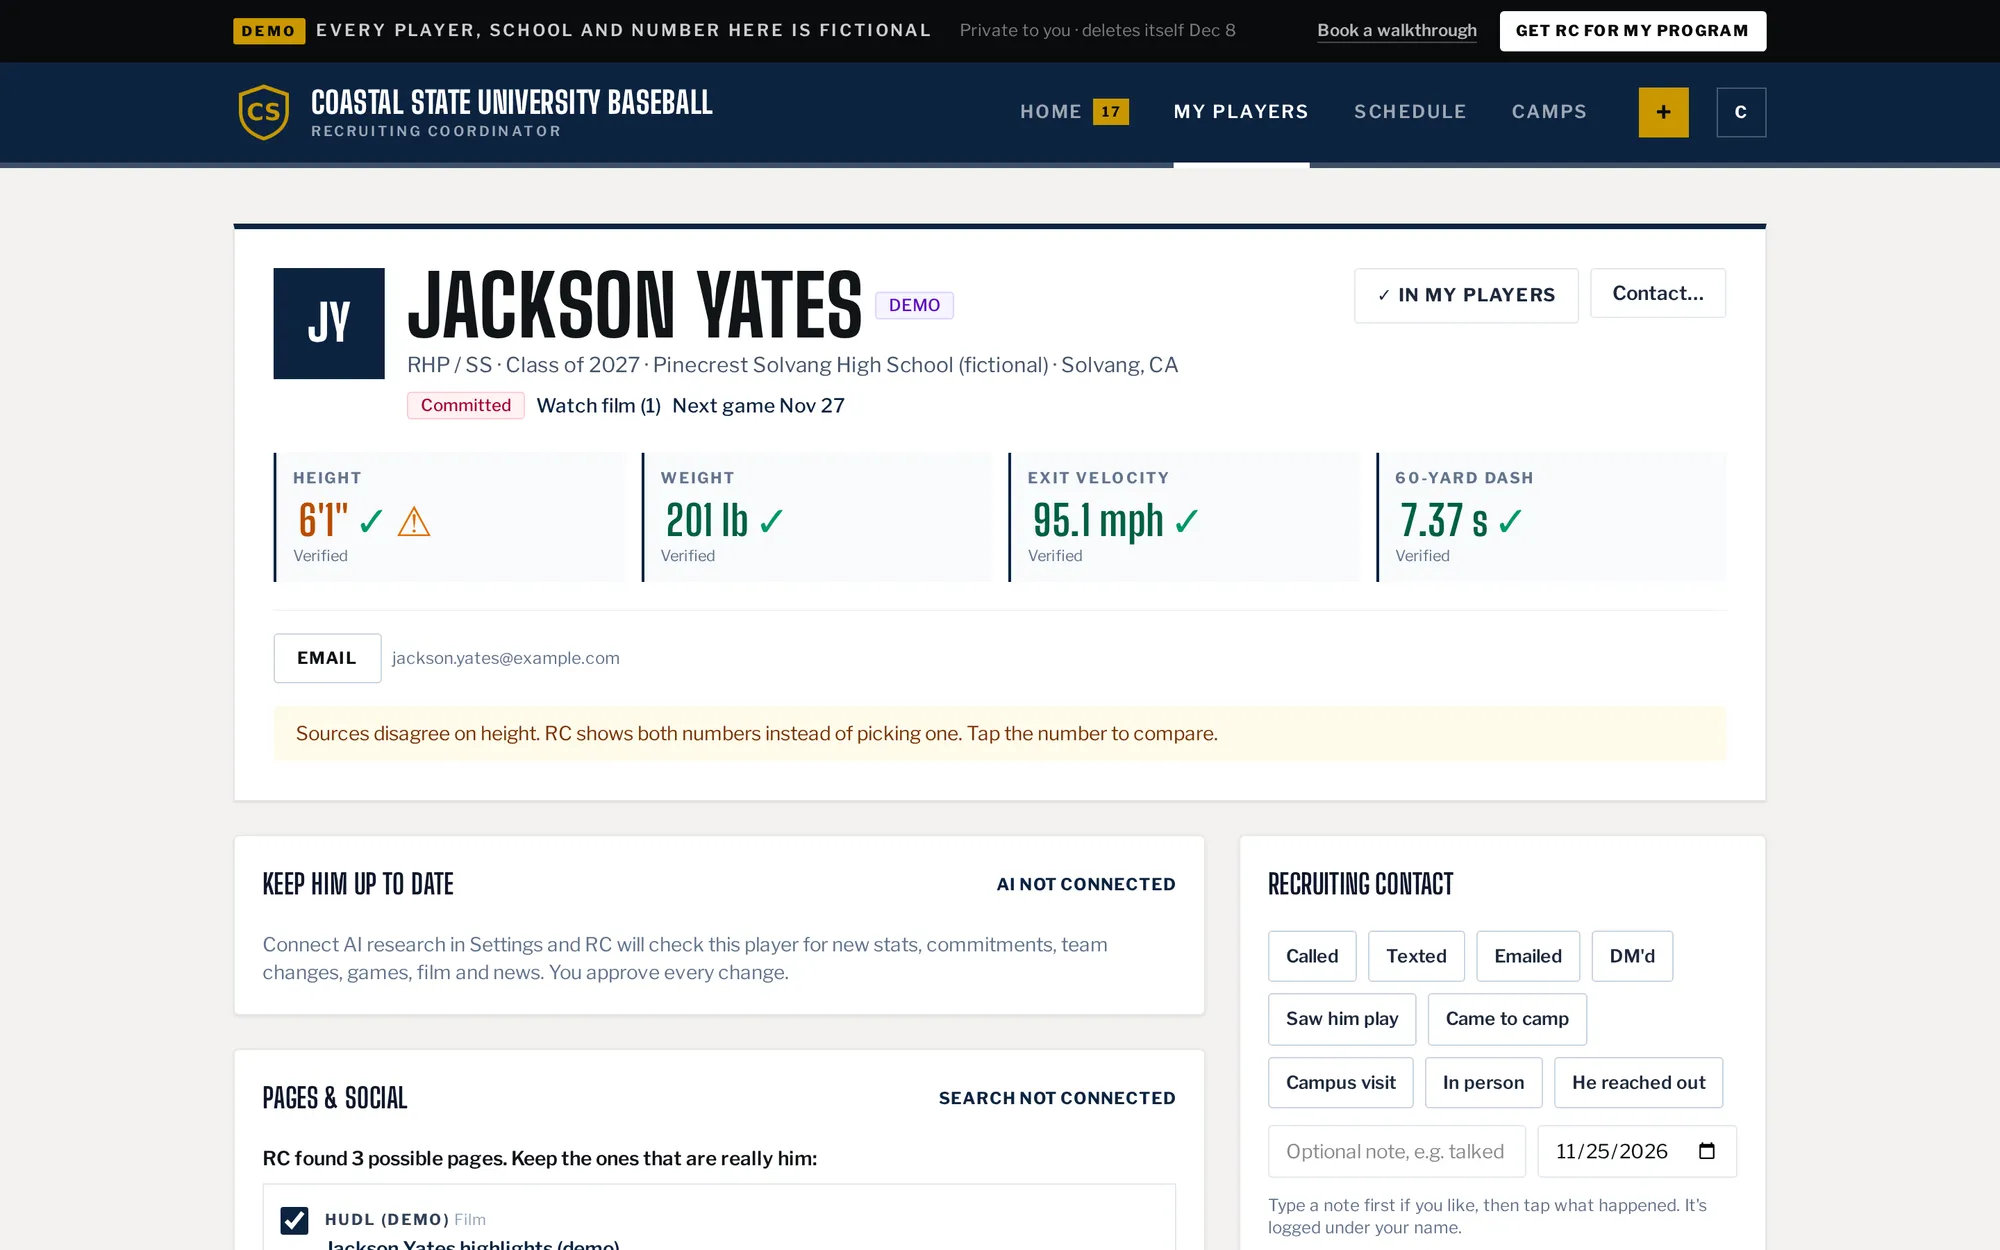 DEMO EVERY PLAYER, SCHOOL AND NUMBER HERE IS FICTIONAL Private to you · deletes itself Dec 8 Book a walkthrough GET RC FOR MY PROGRAM
CS COASTAL STATE UNIVERSITY BASEBALL
RECRUITING COORDINATOR
HOME 17 MY PLAYERS SCHEDULE CAMPS + C
JY JACKSON YATES DEMO ✓ IN MY PLAYERS Contact...
RHP / SS · Class of 2027 · Pinecrest Solvang High School (fictional) · Solvang, CA
Committed Watch film (1) Next game Nov 27
HEIGHT
6'1" ✓ ⚠
Verified
WEIGHT
201 lb ✓
Verified
EXIT VELOCITY
95.1 mph ✓
Verified
60-YARD DASH
7.37 s ✓
Verified
EMAIL jackson.yates@example.com
Sources disagree on height. RC shows both numbers instead of picking one. Tap the number to compare.
KEEP HIM UP TO DATE AI NOT CONNECTED
Connect AI research in Settings and RC will check this player for new stats, commitments, team
changes, games, film and news. You approve every change.
PAGES & SOCIAL SEARCH NOT CONNECTED
RC found 3 possible pages. Keep the ones that are really him:
HUDL (DEMO) Film
Jackson Yates highlights (demo)
RECRUITING CONTACT
Called Texted Emailed DM'd
Saw him play Came to camp
Campus visit In person He reached out
Optional note, e.g. talked 11/25/2026
Type a note first if you like, then tap what happened. It's
logged under your name.